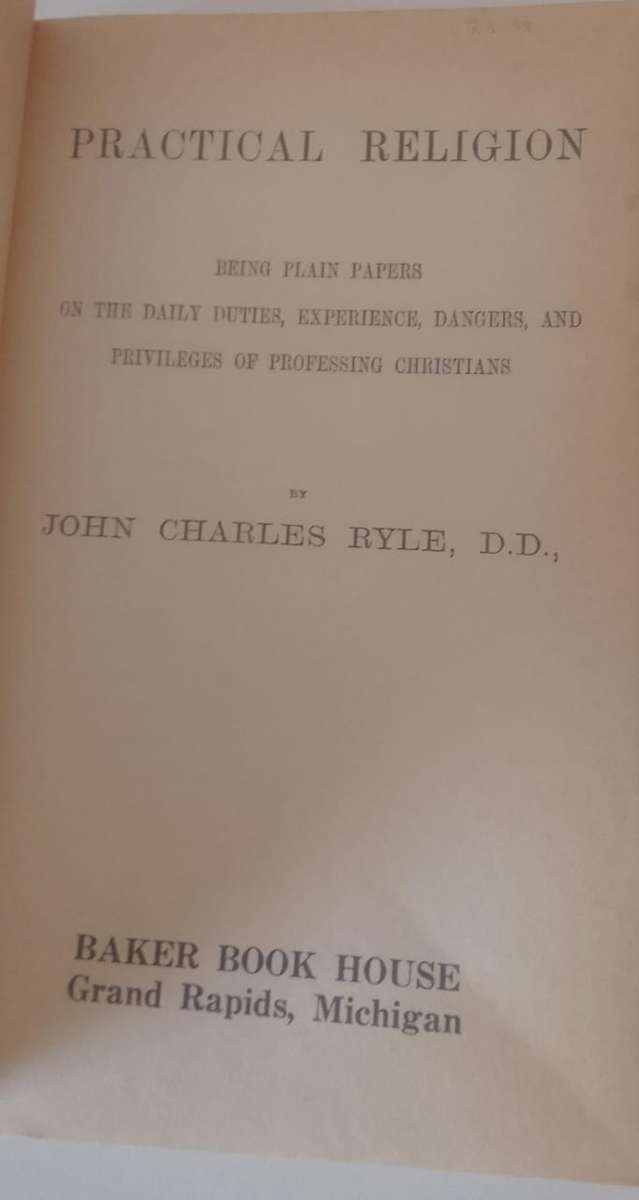 PRACTICAL RELIGION
BEING PLAIN PAPERS
ON THE DAILY DUTIES, EXPERIENCE, DANGERS, AND
PRIVILEGES OF PROFESSING CHRISTIANS
BY
JOHN CHARLES RYLE, D.D.,
BAKER BOOK HOUSE
Grand Rapids, Michigan